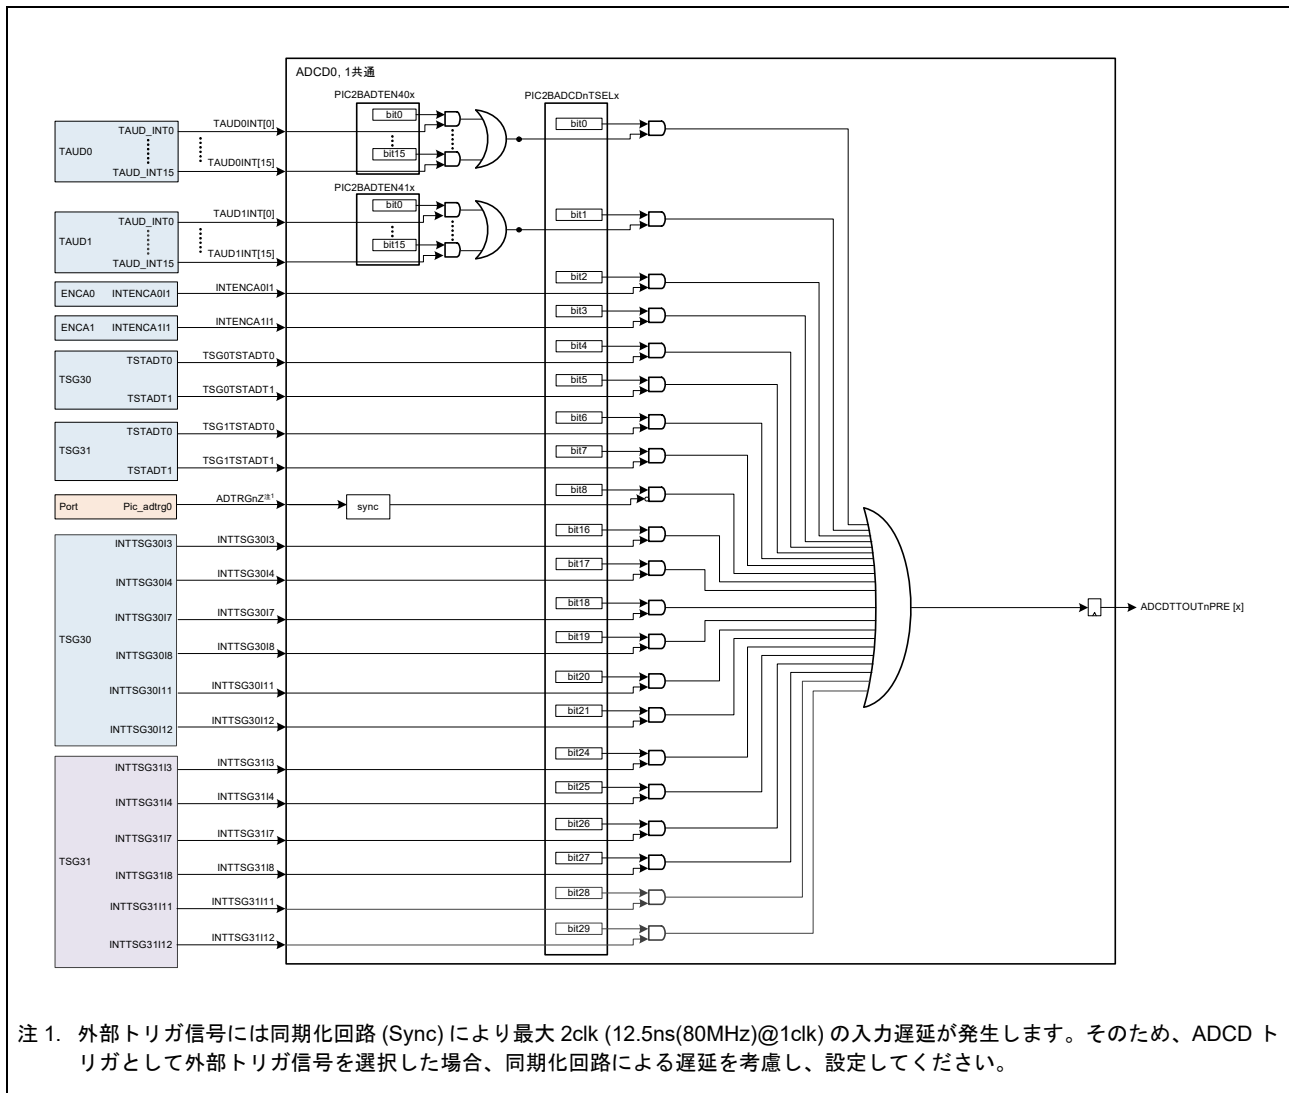 ADCD0, 1共通
PIC2BADTEN40x
PIC2BADCDnTSELx
bit0
bit15
TAUD0
TAUD_INT0
TAUD_INT15
TAUD0INT[0]
TAUD0INT[15]
bit0
PIC2BADTEN41x
bit0
bit15
TAUD1
TAUD_INT0
TAUD_INT15
TAUD1INT[0]
TAUD1INT[15]
bit1
ENCA0 INTENCA0I1 INTENCA0I1 bit2
ENCA1 INTENCA1I1 INTENCA1I1 bit3
TSG30
TSTADT0 TSG0TSTADT0 bit4
TSTADT1 TSG0TSTADT1 bit5
TSG31
TSTADT0 TSG1TSTADT0 bit6
TSTADT1 TSG1TSTADT1 bit7
Port Pic_adtrg0 ADTRGnZ注1 sync bit8
TSG30
INTTSG30I3 INTTSG30I3 bit16
INTTSG30I4 INTTSG30I4 bit17
INTTSG30I7 INTTSG30I7 bit18
INTTSG30I8 INTTSG30I8 bit19
INTTSG30I11 INTTSG30I11 bit20
INTTSG30I12 INTTSG30I12 bit21
ADCDTTOUTnPRE [x]
TSG31
INTTSG31I3 INTTSG31I3 bit24
INTTSG31I4 INTTSG31I4 bit25
INTTSG31I7 INTTSG31I7 bit26
INTTSG31I8 INTTSG31I8 bit27
INTTSG31I11 INTTSG31I11 bit28
INTTSG31I12 INTTSG31I12 bit29
注 1. 外部トリガ信号には同期化回路 (Sync) により最大 2clk (12.5ns(80MHz)@1clk) の入力遅延が発生します。そのため、ADCD ト
リガとして外部トリガ信号を選択した場合、同期化回路による遅延を考慮し、設定してください。